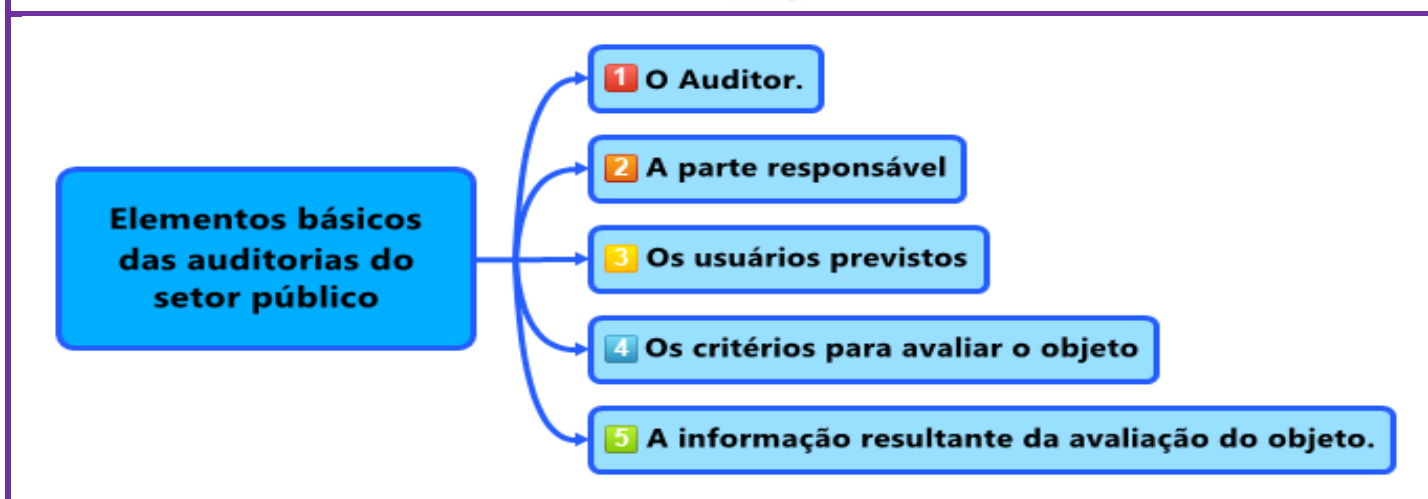 Elementos básicos
das auditorias do
setor público
1 O Auditor.
2 A parte responsável
3 Os usuários previstos
4 Os critérios para avaliar o objeto
5 A informação resultante da avaliação do objeto.